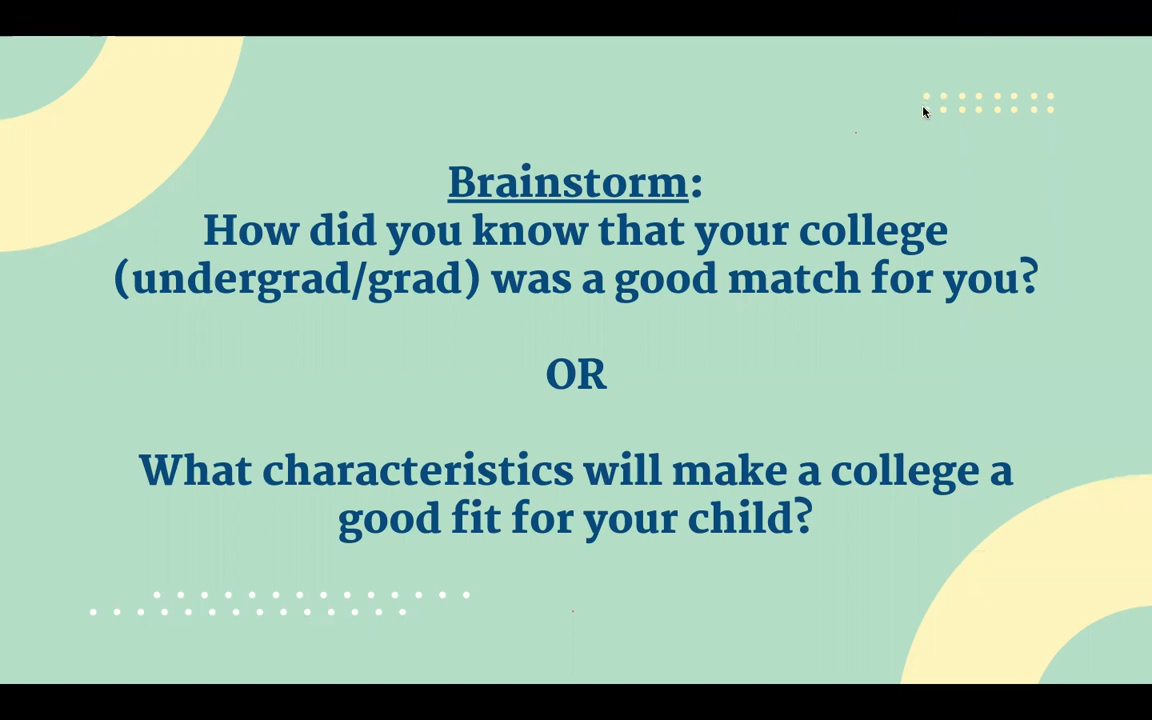 Brainstorm:
How did you know that your college
(undergrad/grad) was a good match for you?
OR
What characteristics will make a college a
good fit for your child?